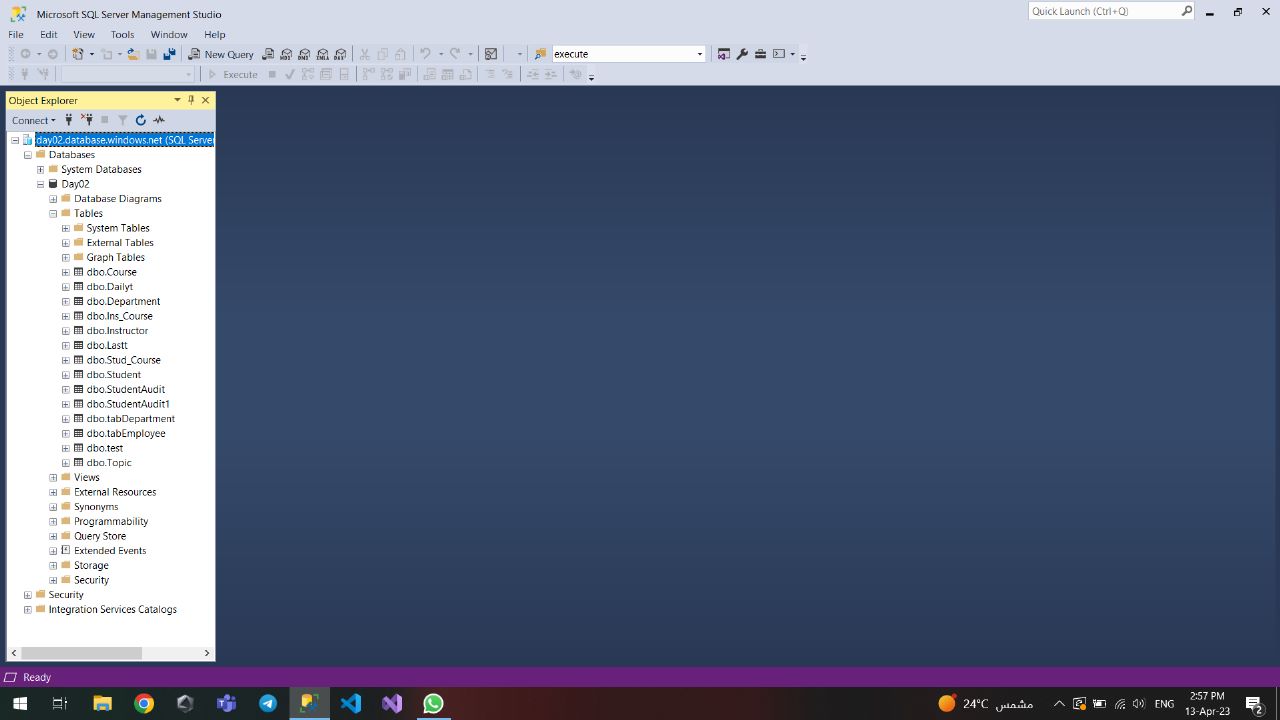 Microsoft SQL Server Management Studio
Quick Launch (Ctrl+Q)
File Edit View Tools Window Help
New Query
execute
Execute
Object Explorer
Connect
day02.database.windows.net (SQL Server
Databases
System Databases
Day02
Database Diagrams
Tables
System Tables
External Tables
Graph Tables
dbo.Course
dbo.Dailyt
dbo.Department
dbo.Ins_Course
dbo.Instructor
dbo.Lastt
dbo.Stud_Course
dbo.Student
dbo.StudentAudit
dbo.StudentAudit1
dbo.tabDepartment
dbo.tabEmployee
dbo.test
dbo.Topic
Views
External Resources
Synonyms
Programmability
Query Store
Extended Events
Storage
Security
Security
Integration Services Catalogs
Ready
24°C مشمس
ENG
2:57 PM
13-Apr-23
2